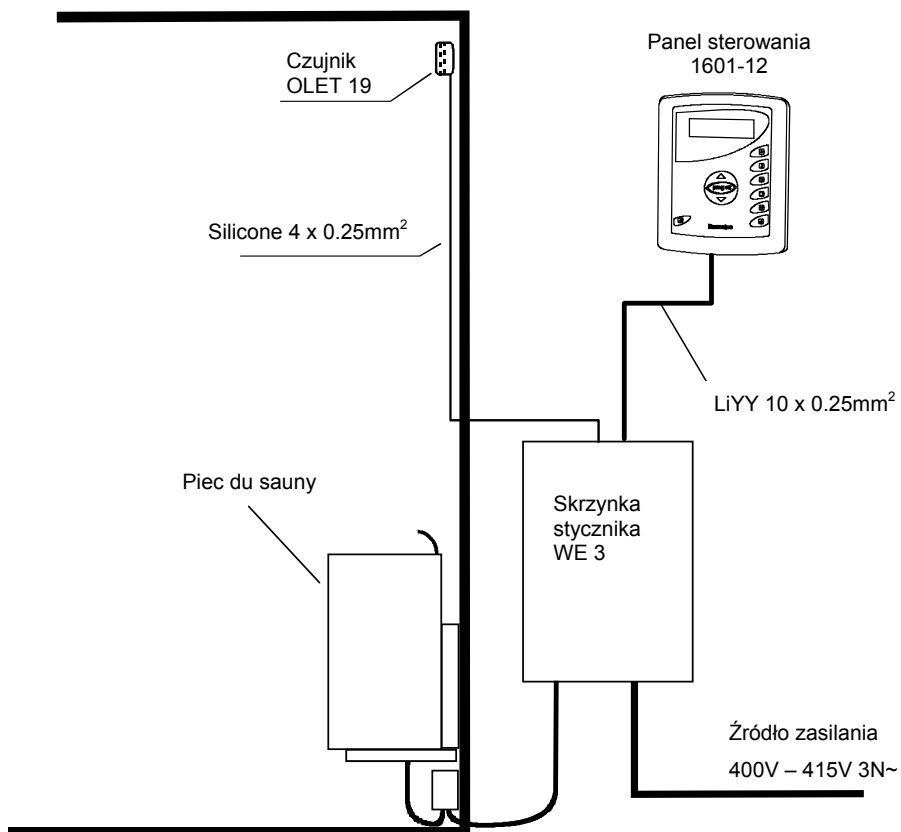 Czujnik
OLET 19
Panel sterowania
1601-12
Silicone 4 x 0.25mm²
LiYY 10 x 0.25mm²
Piec du sauny
Skrzynka
stycznika
WE 3
Źródło zasilania
400V – 415V 3N~